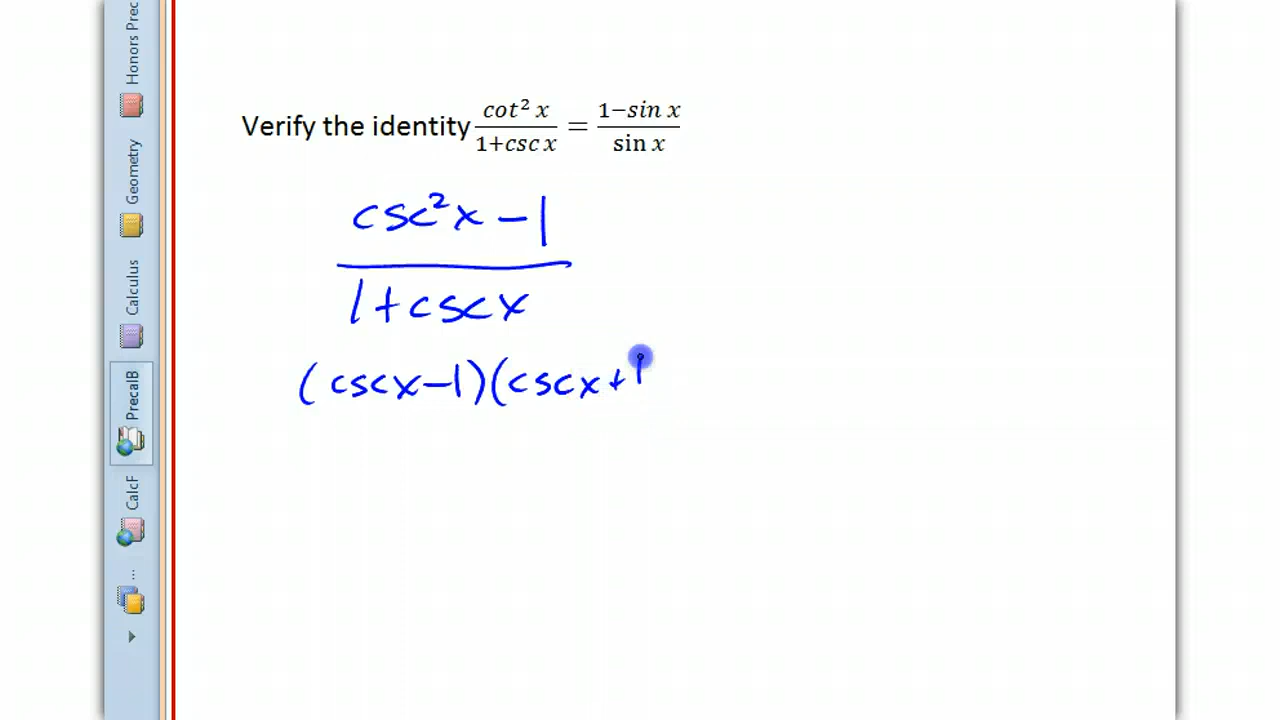 Honors Prec
Geometry
Calculus
PrecalB
CalcF
...
Verify the identity cot² x / 1+csc x = 1−sin x / sin x
csc²x − 1
1+cscx
(cscx−1)(cscx+1